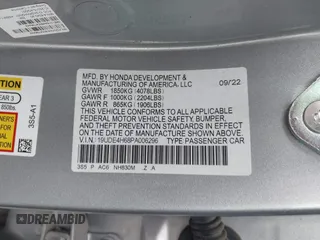 MFD. BY HONDA DEVELOPMENT &
MANUFACTURING OF AMERICA, LLC
09/22
GVWR 1850KG (4078LBS)
GAWR F 1000KG (2204LBS)
GAWR R 865KG (1906LBS)
THIS VEHICLE CONFORMS TO ALL APPLICABLE
FEDERAL MOTOR VEHICLE SAFETY, BUMPER,
AND THEFT PREVENTION STANDARDS IN EFFECT ON
THE DATE OF MANUFACTURE SHOWN ABOVE.
V.I.N. 19UDE4H68PA006296 TYPE PASSENGER CAR
3S5 P AC6 NH830M Z A
3S5-A1